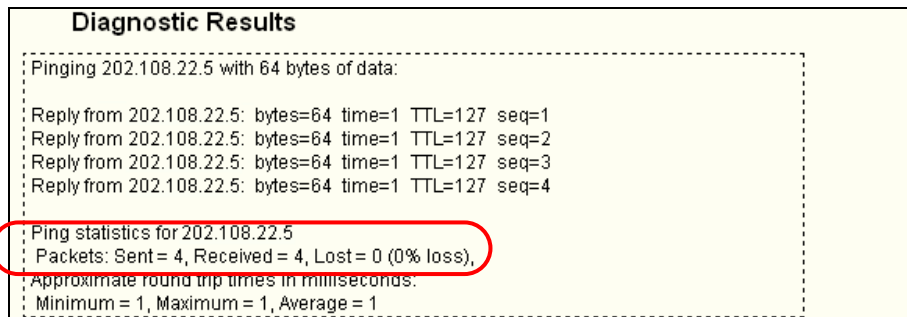 Diagnostic Results
Pinging 202.108.22.5 with 64 bytes of data:
Reply from 202.108.22.5: bytes=64 time=1 TTL=127 seq=1
Reply from 202.108.22.5: bytes=64 time=1 TTL=127 seq=2
Reply from 202.108.22.5: bytes=64 time=1 TTL=127 seq=3
Reply from 202.108.22.5: bytes=64 time=1 TTL=127 seq=4
Ping statistics for 202.108.22.5
Packets: Sent = 4, Received = 4, Lost = 0 (0% loss),
Approximate round trip times in milliseconds:
Minimum = 1, Maximum = 1, Average = 1